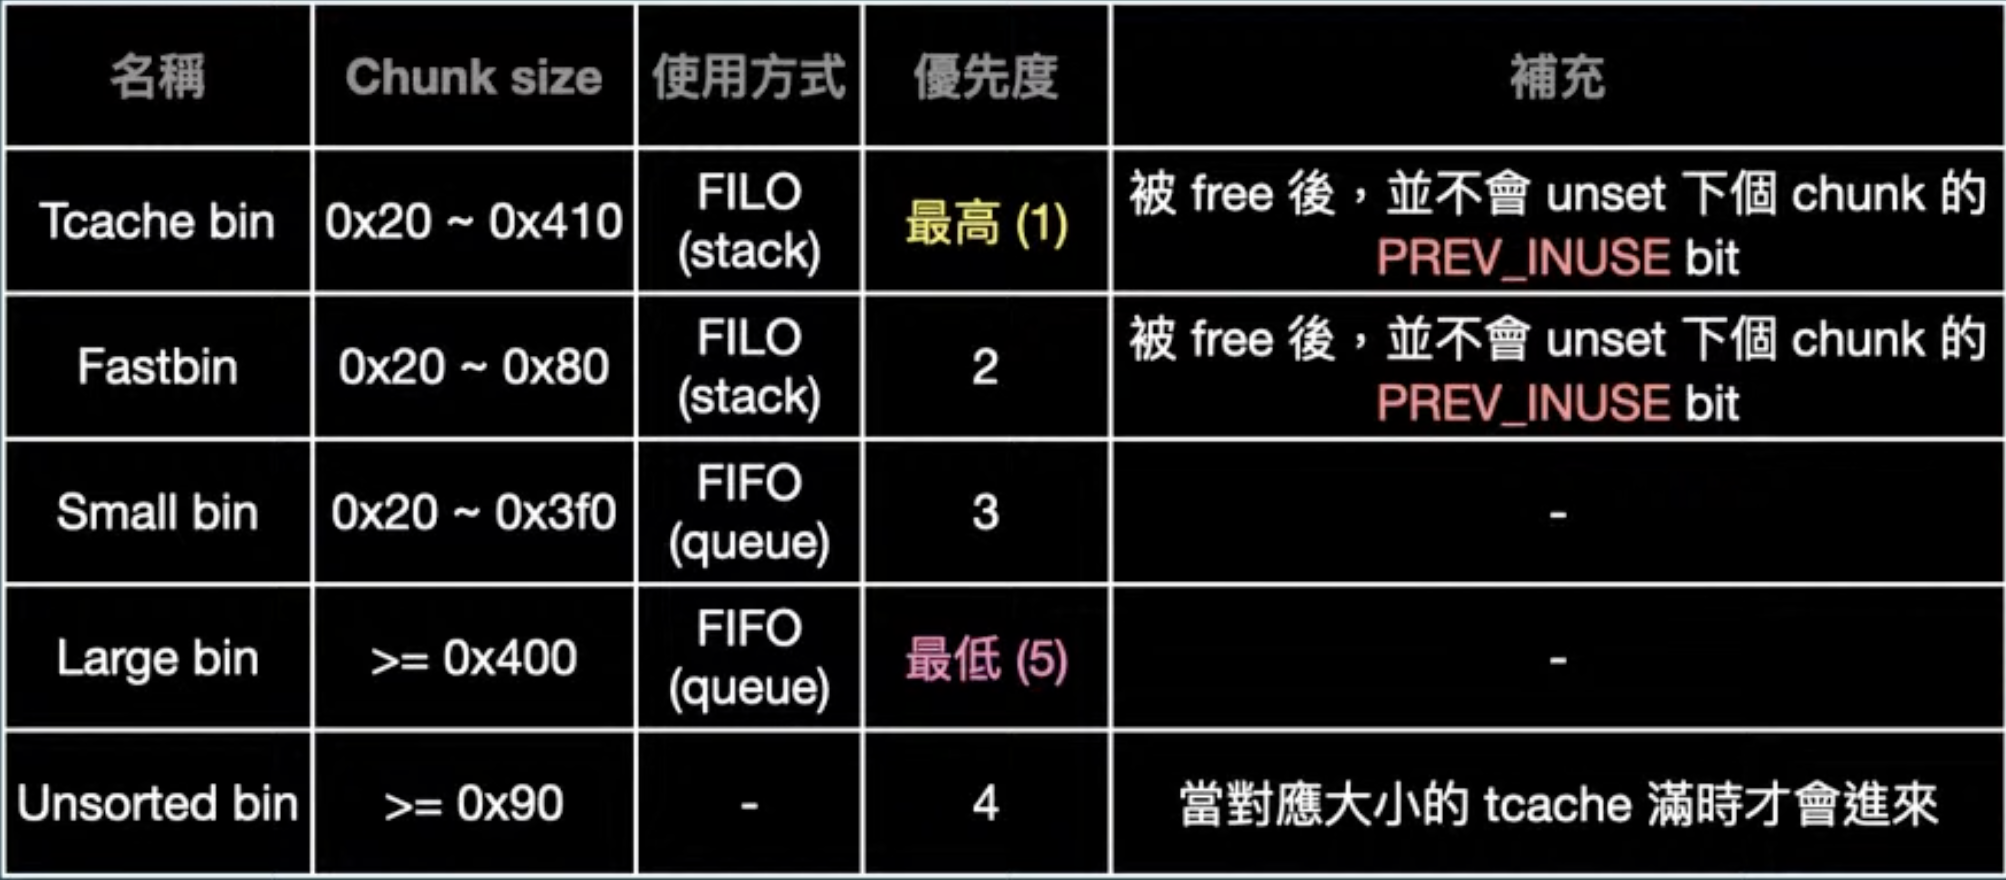 名稱
Chunk size
使用方式
優先度
補充
Tcache bin
0x20 ~ 0x410
FILO
(stack)
最高 (1)
被 free 後，並不會 unset 下個 chunk 的
PREV_INUSE bit
Fastbin
0x20 ~ 0x80
FILO
(stack)
2
被 free 後，並不會 unset 下個 chunk 的
PREV_INUSE bit
Small bin
0x20 ~ 0x3f0
FIFO
(queue)
3
-
Large bin
>= 0x400
FIFO
(queue)
最低 (5)
-
Unsorted bin
>= 0x90
-
4
當對應大小的 tcache 滿時才會進來